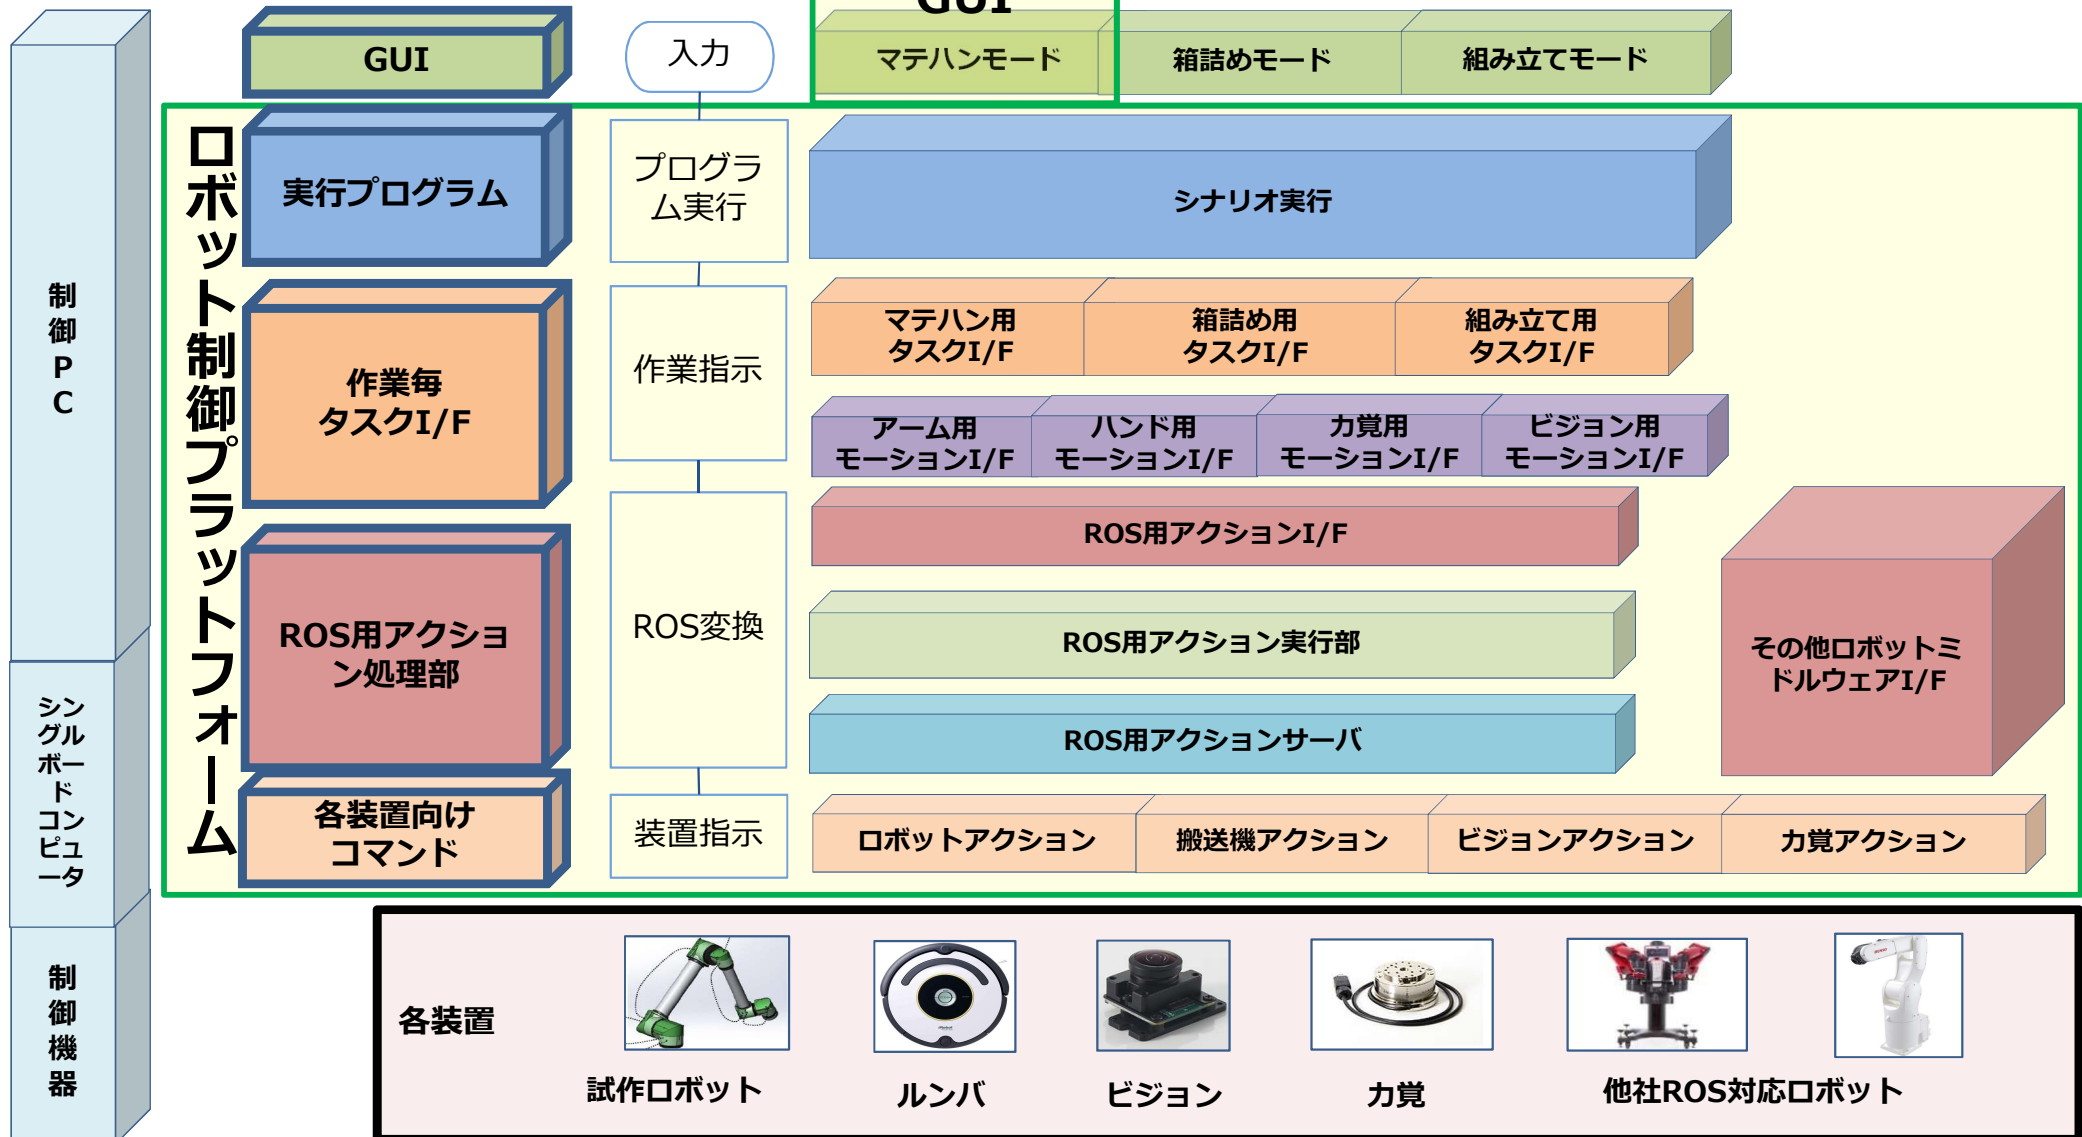 GUI
GUI
入力
マテハンモード
箱詰めモード
組み立てモード
制
御
P
C
シン
グル
ボー
ド
コン
ピュ
ータ
制
御
機
器
ロボット制御プラットフォーム
実行プログラム
プログラ
ム実行
シナリオ実行
作業毎
タスクI/F
作業指示
マテハン用
タスクI/F
箱詰め用
タスクI/F
組み立て用
タスクI/F
アーム用
モーションI/F
ハンド用
モーションI/F
力覚用
モーションI/F
ビジョン用
モーションI/F
ROS用アクショ
ン処理部
ROS変換
ROS用アクションI/F
ROS用アクション実行部
ROS用アクションサーバ
その他ロボットミ
ドルウェアI/F
各装置向け
コマンド
装置指示
ロボットアクション
搬送機アクション
ビジョンアクション
力覚アクション
各装置
試作ロボット
ルンバ
ビジョン
力覚
他社ROS対応ロボット